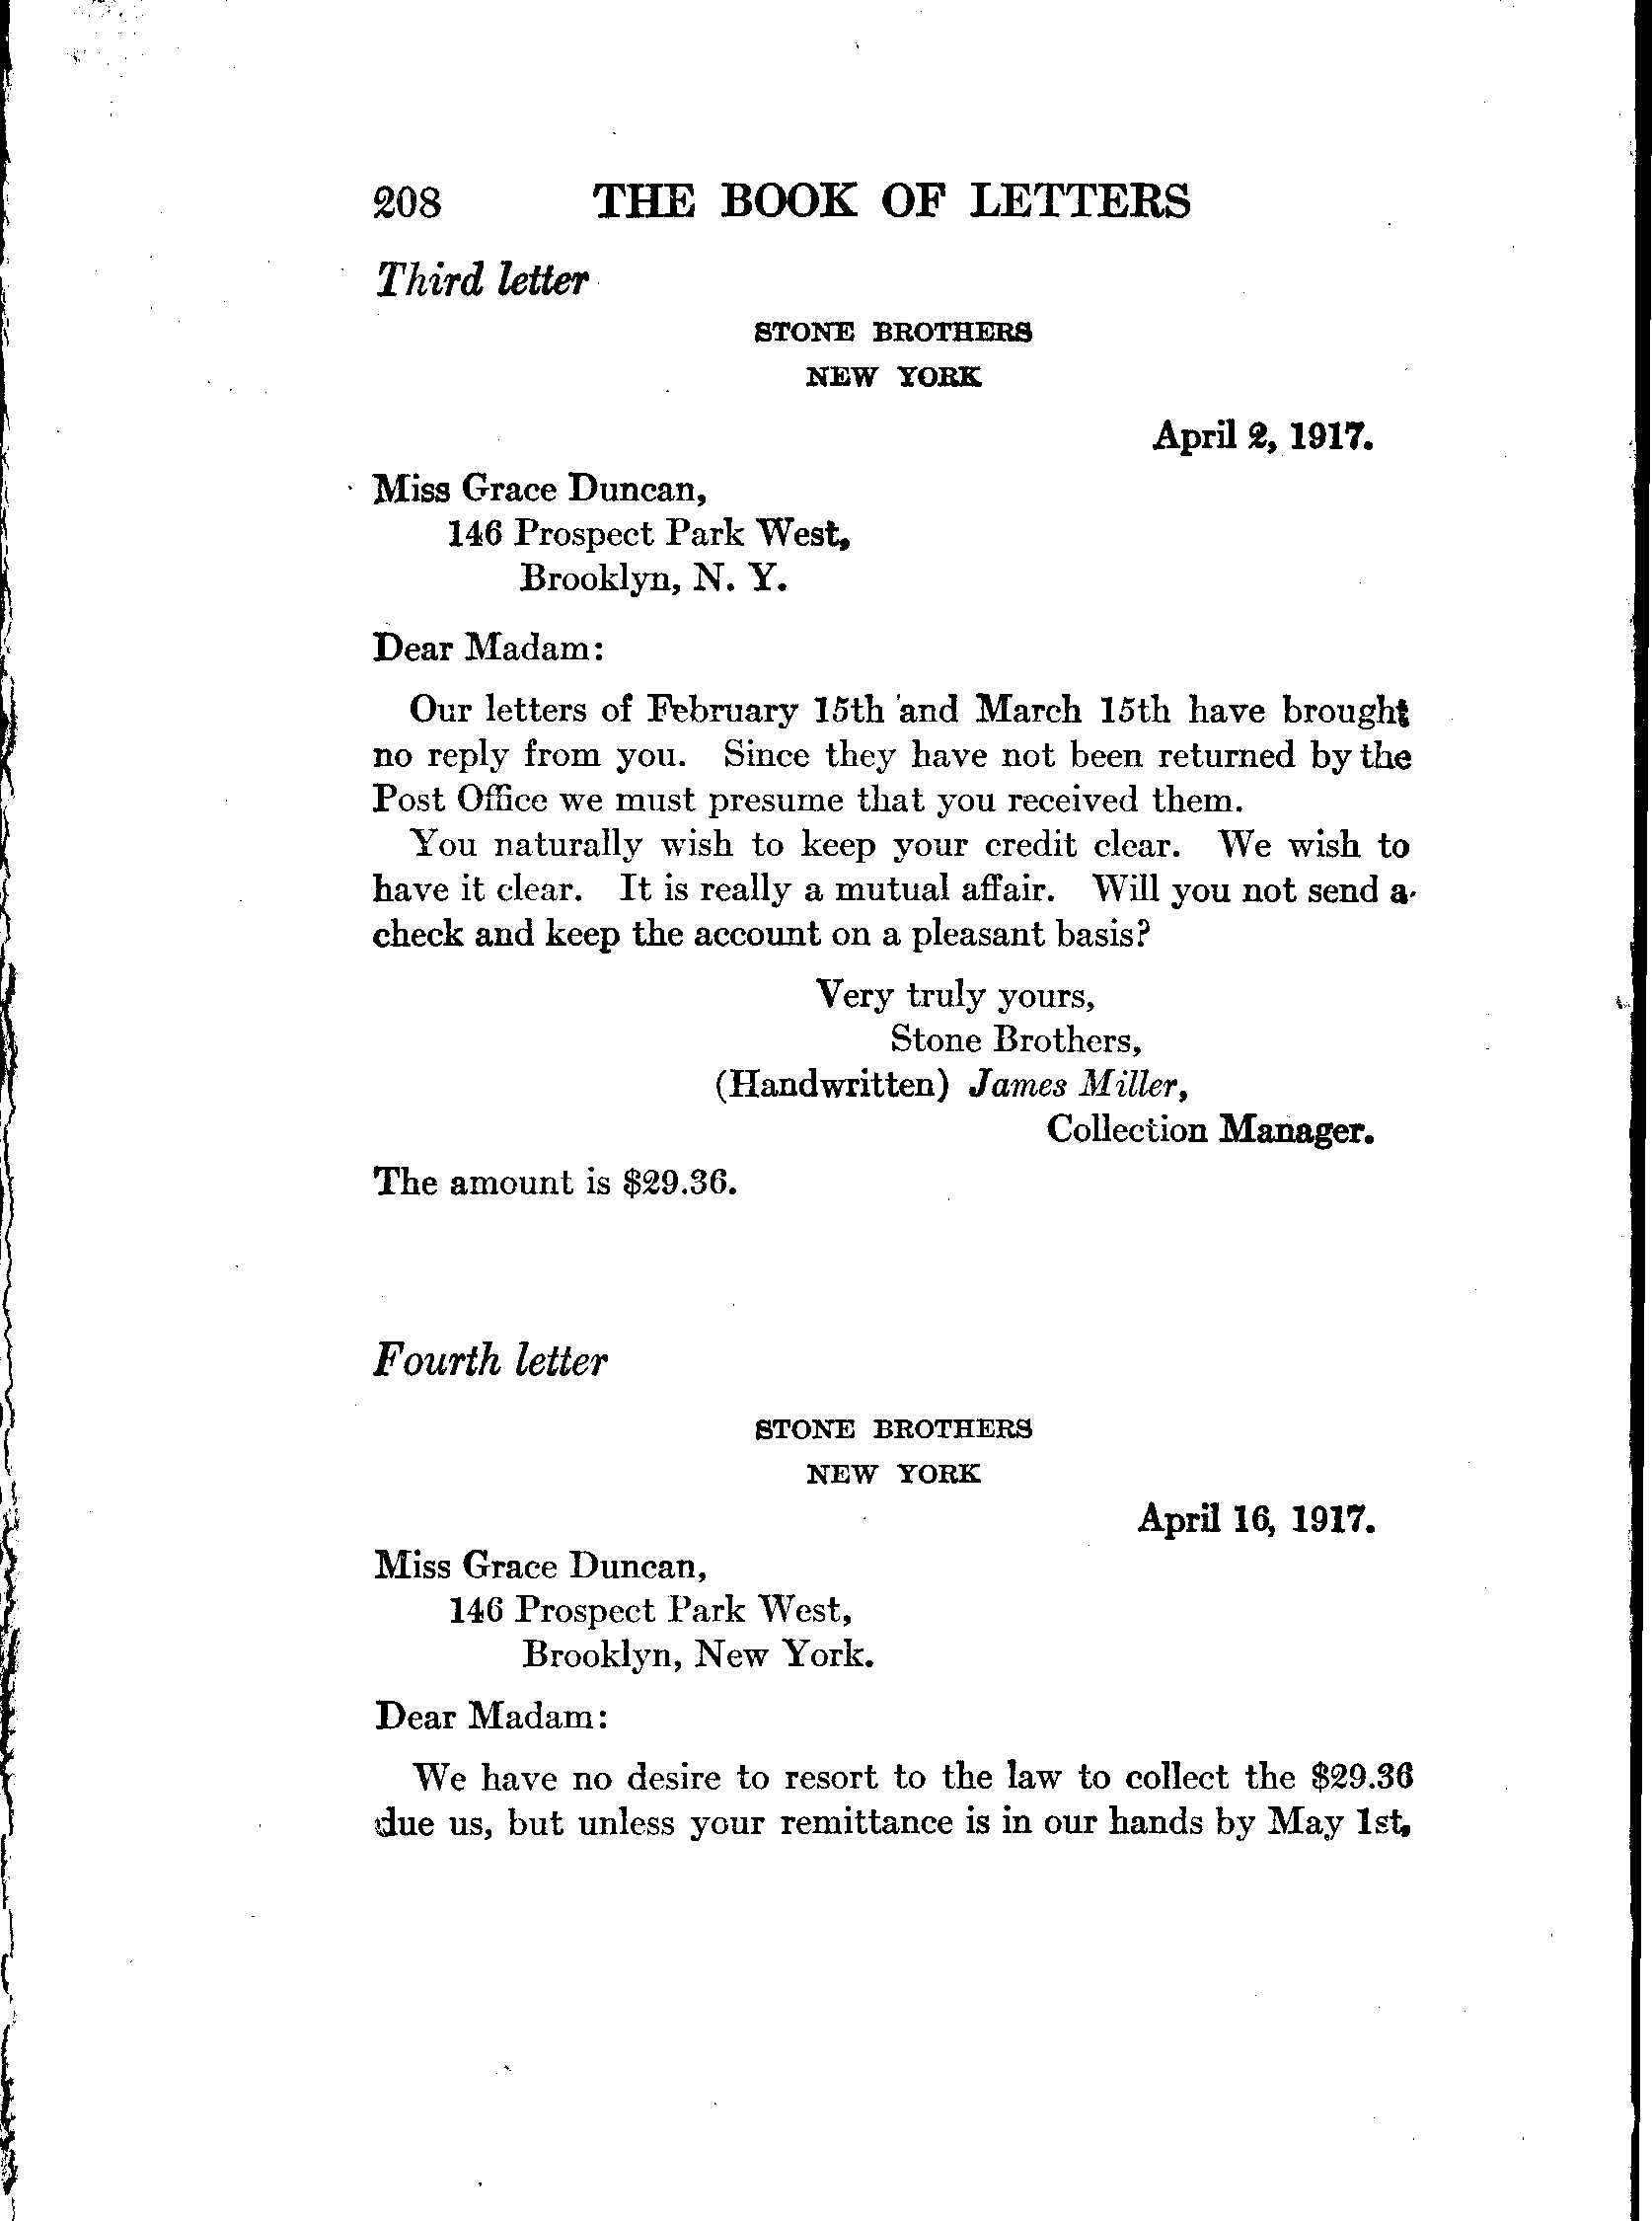 208 THE BOOK OF LETTERS
Third letter
STONE BROTHERS
NEW YORK
April 2, 1917.
Miss Grace Duncan,
146 Prospect Park West,
Brooklyn, N. Y.
Dear Madam:
Our letters of February 15th and March 15th have brought
no reply from you. Since they have not been returned by the
Post Office we must presume that you received them.
You naturally wish to keep your credit clear. We wish to
have it clear. It is really a mutual affair. Will you not send a
check and keep the account on a pleasant basis?
Very truly yours,
Stone Brothers,
(Handwritten) James Miller,
Collection Manager.
The amount is $29.36.
Fourth letter
STONE BROTHERS
NEW YORK
April 16, 1917.
Miss Grace Duncan,
146 Prospect Park West,
Brooklyn, New York.
Dear Madam:
We have no desire to resort to the law to collect the $29.36
due us, but unless your remittance is in our hands by May 1st,